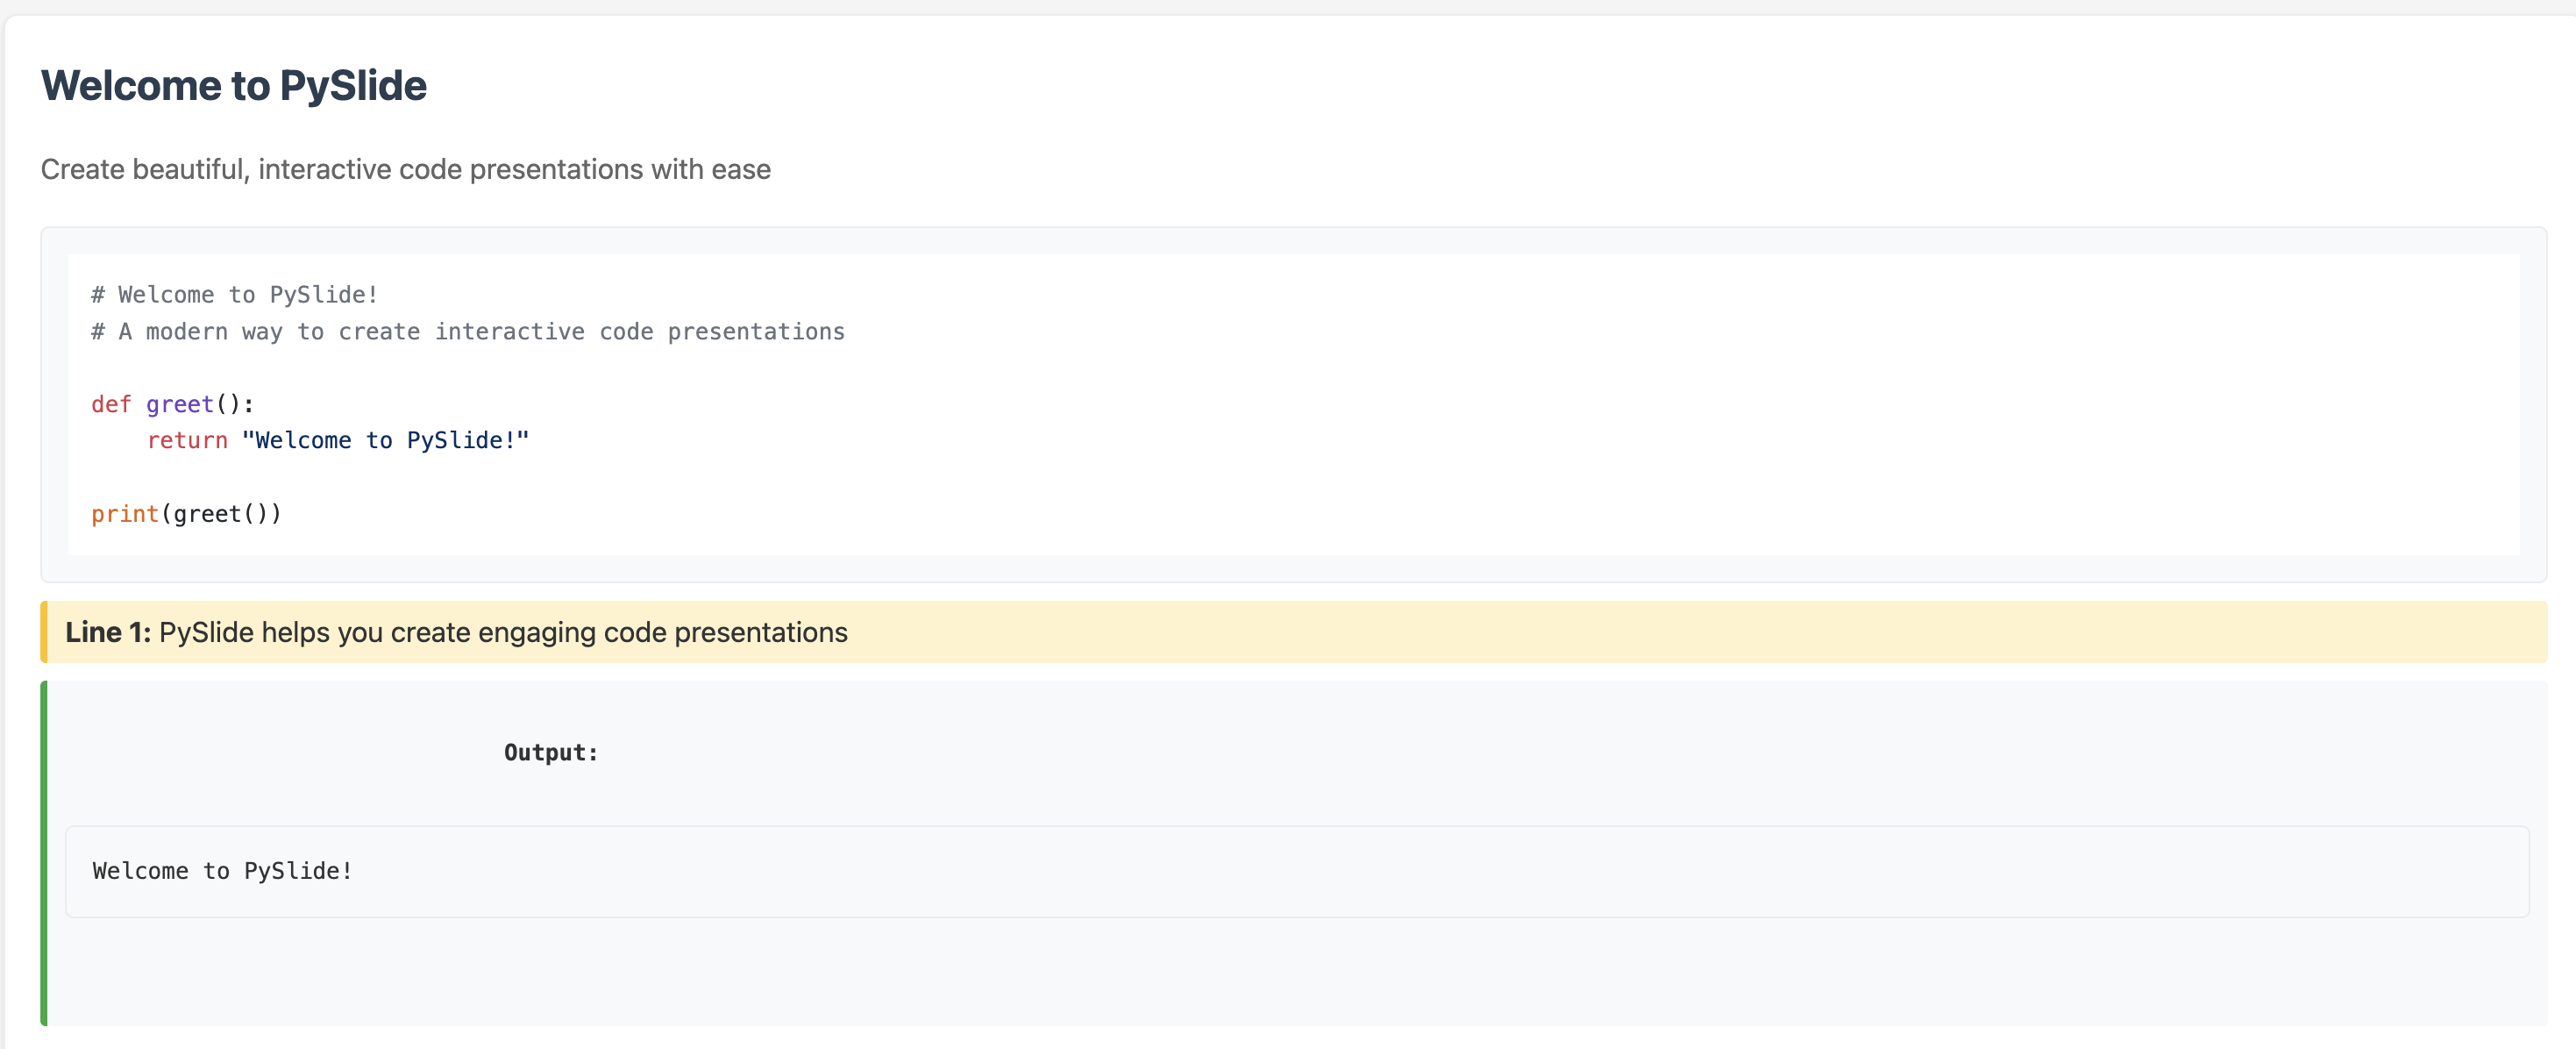 Welcome to PySlide
Create beautiful, interactive code presentations with ease
# Welcome to PySlide!
# A modern way to create interactive code presentations
def greet():
    return "Welcome to PySlide!"
print(greet())
Line 1: PySlide helps you create engaging code presentations
Output:
Welcome to PySlide!